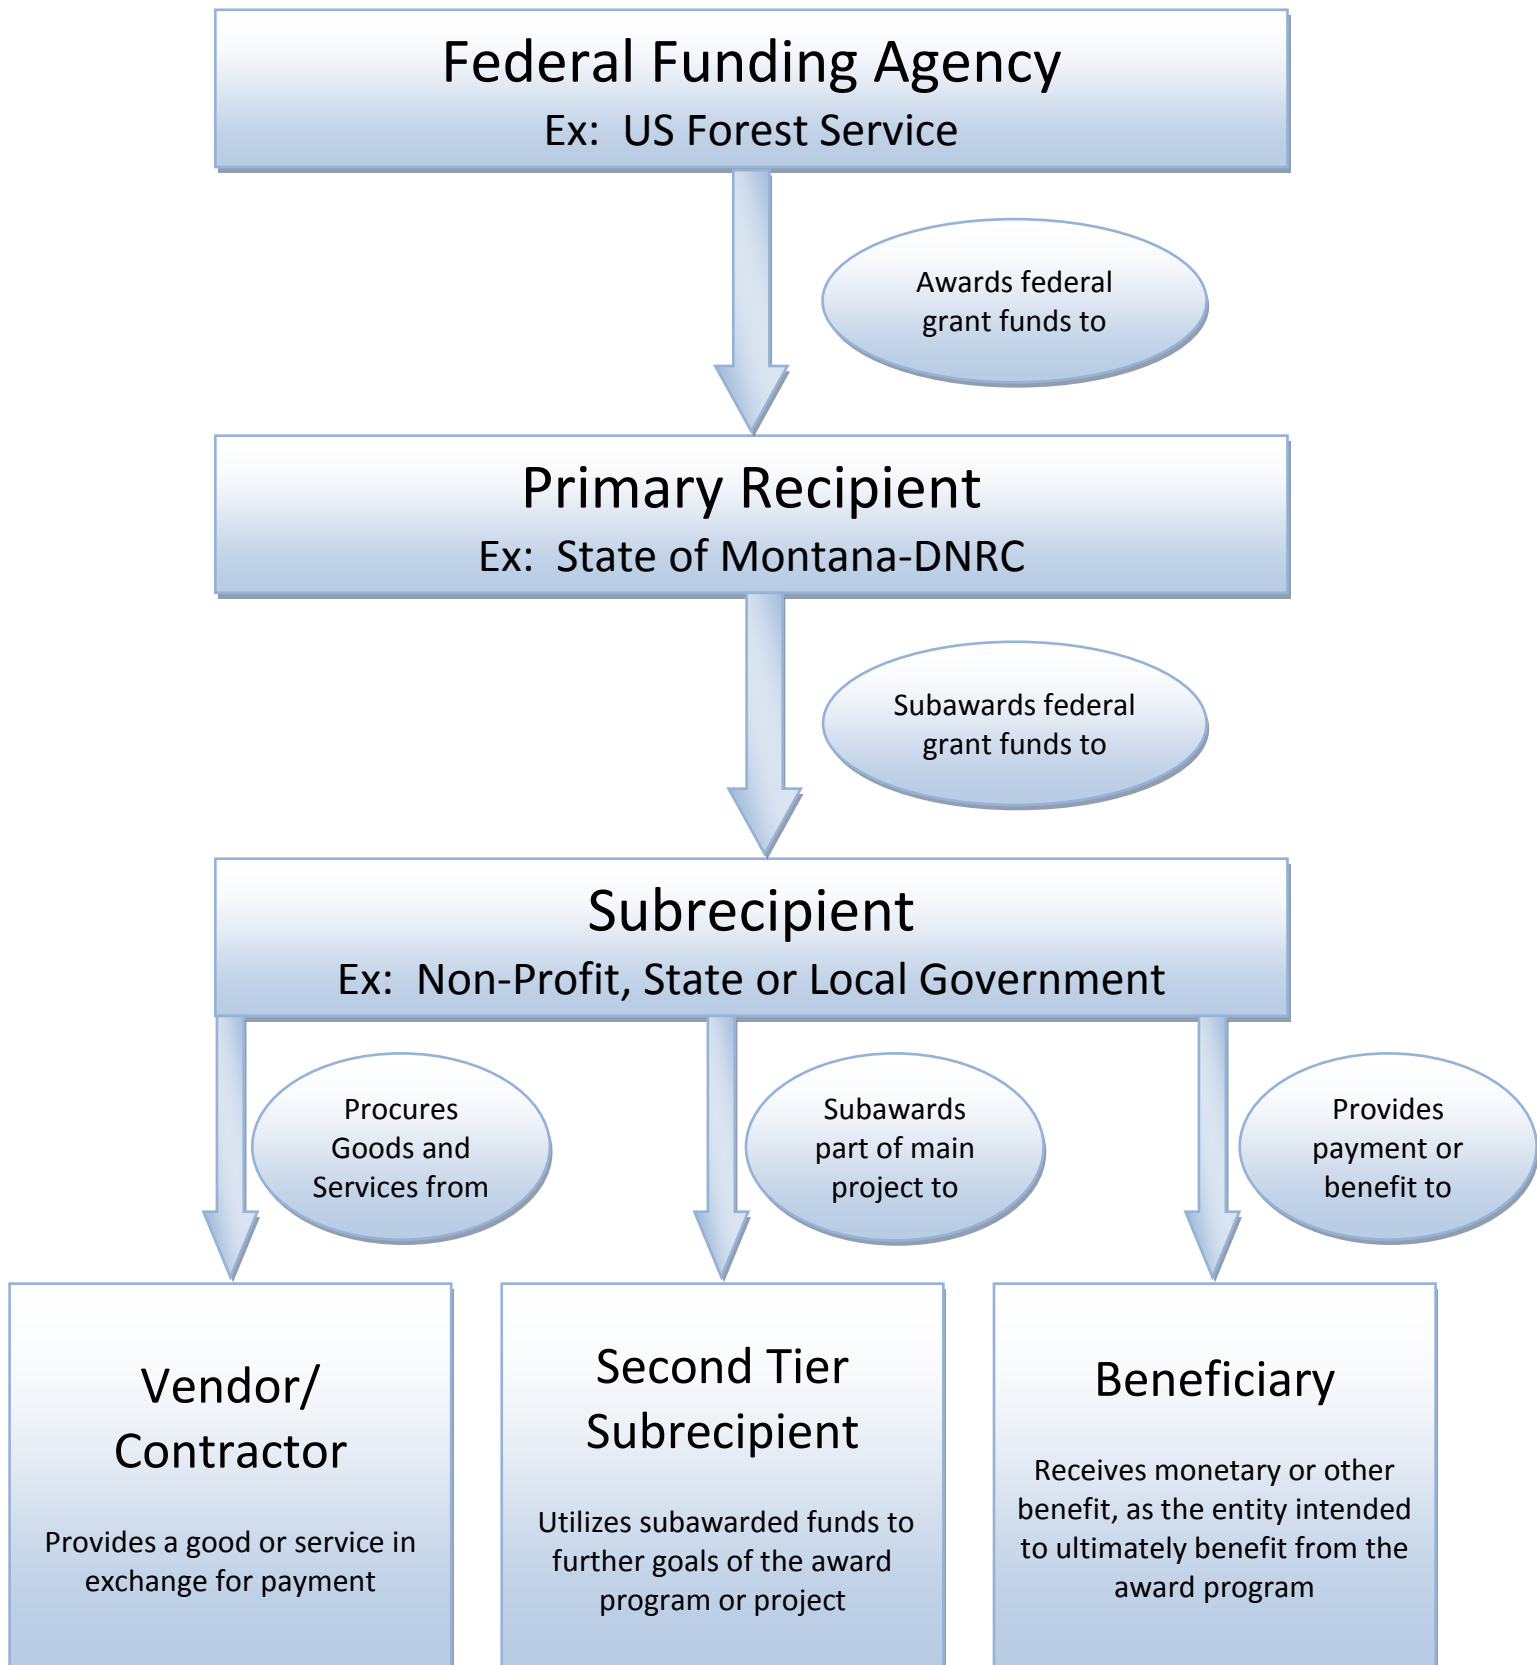 Federal Funding Agency
Ex:  US Forest Service
Awards federal
grant funds to
Primary Recipient
Ex:  State of Montana-DNRC
Subawards federal
grant funds to
Subrecipient
Ex:  Non-Profit, State or Local Government
Procures
Goods and
Services from
Subawards
part of main
project to
Provides
payment or
benefit to
Vendor/
Contractor
Provides a good or service in
exchange for payment
Second Tier
Subrecipient
Utilizes subawarded funds to
further goals of the award
program or project
Beneficiary
Receives monetary or other
benefit, as the entity intended
to ultimately benefit from the
award program